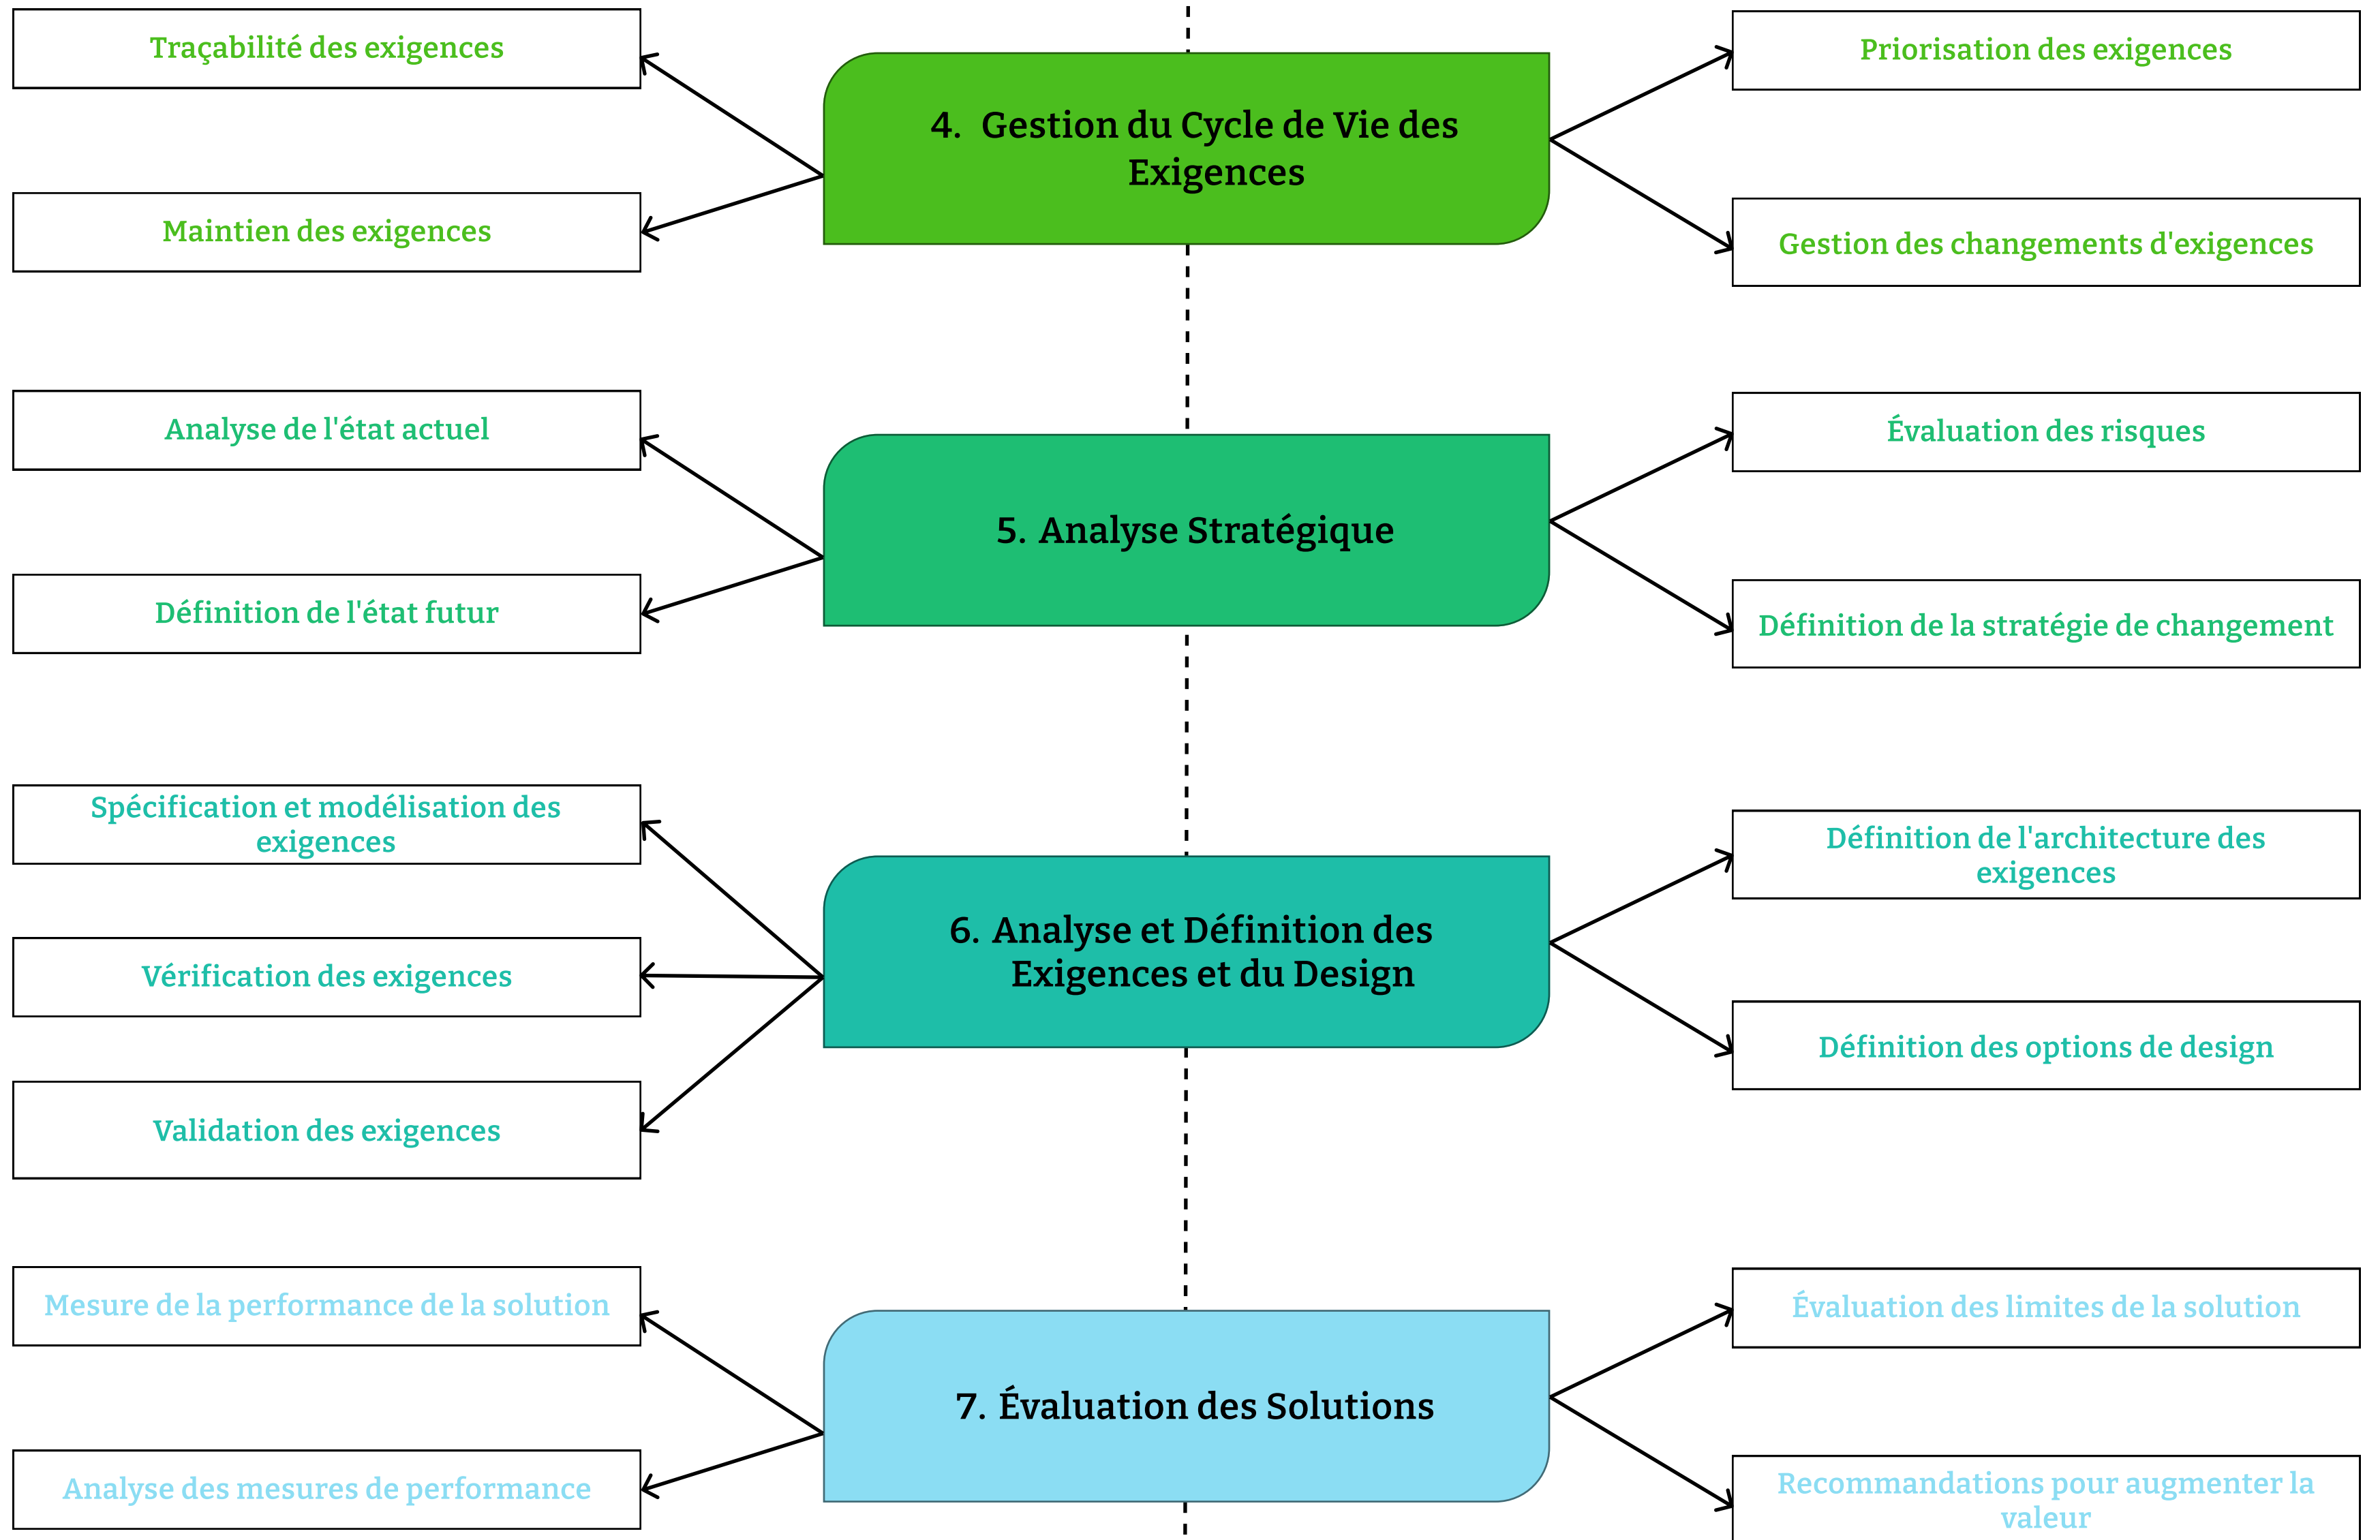 Traçabilité des exigences
Maintien des exigences
4. Gestion du Cycle de Vie des
Exigences
Priorisation des exigences
Gestion des changements d'exigences
Analyse de l'état actuel
Définition de l'état futur
5. Analyse Stratégique
Évaluation des risques
Définition de la stratégie de changement
Spécification et modélisation des
exigences
Vérification des exigences
Validation des exigences
6. Analyse et Définition des
Exigences et du Design
Définition de l'architecture des
exigences
Définition des options de design
Mesure de la performance de la solution
Analyse des mesures de performance
7. Évaluation des Solutions
Évaluation des limites de la solution
Recommandations pour augmenter la
valeur